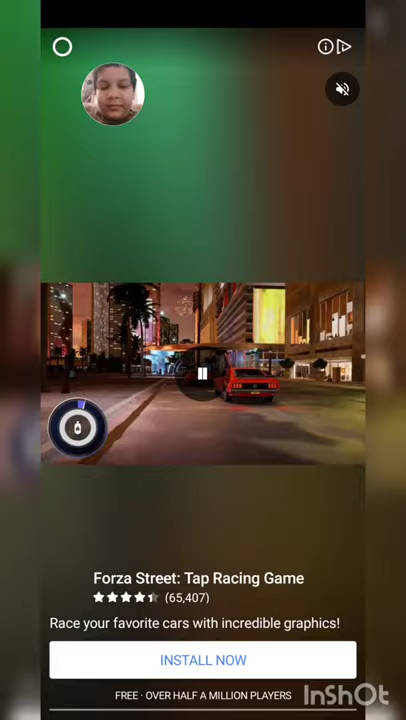 Forza Street: Tap Racing Game
(65,407)
Race your favorite cars with incredible graphics!
INSTALL NOW
FREE · OVER HALF A MILLION PLAYERS
InShOt